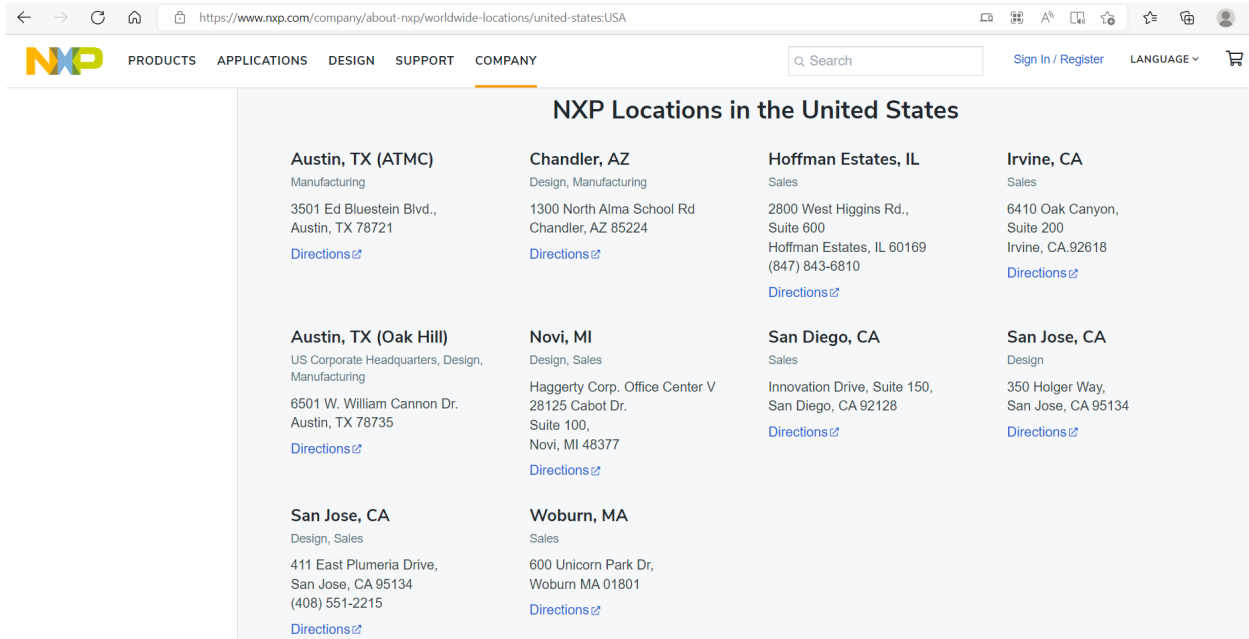 https://www.nxp.com/company/about-nxp/worldwide-locations/united-states:USA
NXP
PRODUCTS APPLICATIONS DESIGN SUPPORT COMPANY
Search
Sign In / Register
LANGUAGE
NXP Locations in the United States
Austin, TX (ATMC)
Manufacturing
3501 Ed Bluestein Blvd.,
Austin, TX 78721
Directions
Chandler, AZ
Design, Manufacturing
1300 North Alma School Rd
Chandler, AZ 85224
Directions
Hoffman Estates, IL
Sales
2800 West Higgins Rd.,
Suite 600
Hoffman Estates, IL 60169
(847) 843-6810
Directions
Irvine, CA
Sales
6410 Oak Canyon,
Suite 200
Irvine, CA.92618
Directions
Austin, TX (Oak Hill)
US Corporate Headquarters, Design,
Manufacturing
6501 W. William Cannon Dr.
Austin, TX 78735
Directions
Novi, MI
Design, Sales
Haggerty Corp. Office Center V
28125 Cabot Dr.
Suite 100,
Novi, MI 48377
Directions
San Diego, CA
Sales
Innovation Drive, Suite 150,
San Diego, CA 92128
Directions
San Jose, CA
Design
350 Holger Way,
San Jose, CA 95134
Directions
San Jose, CA
Design, Sales
411 East Plumeria Drive,
San Jose, CA 95134
(408) 551-2215
Directions
Woburn, MA
Sales
600 Unicorn Park Dr,
Woburn MA 01801
Directions